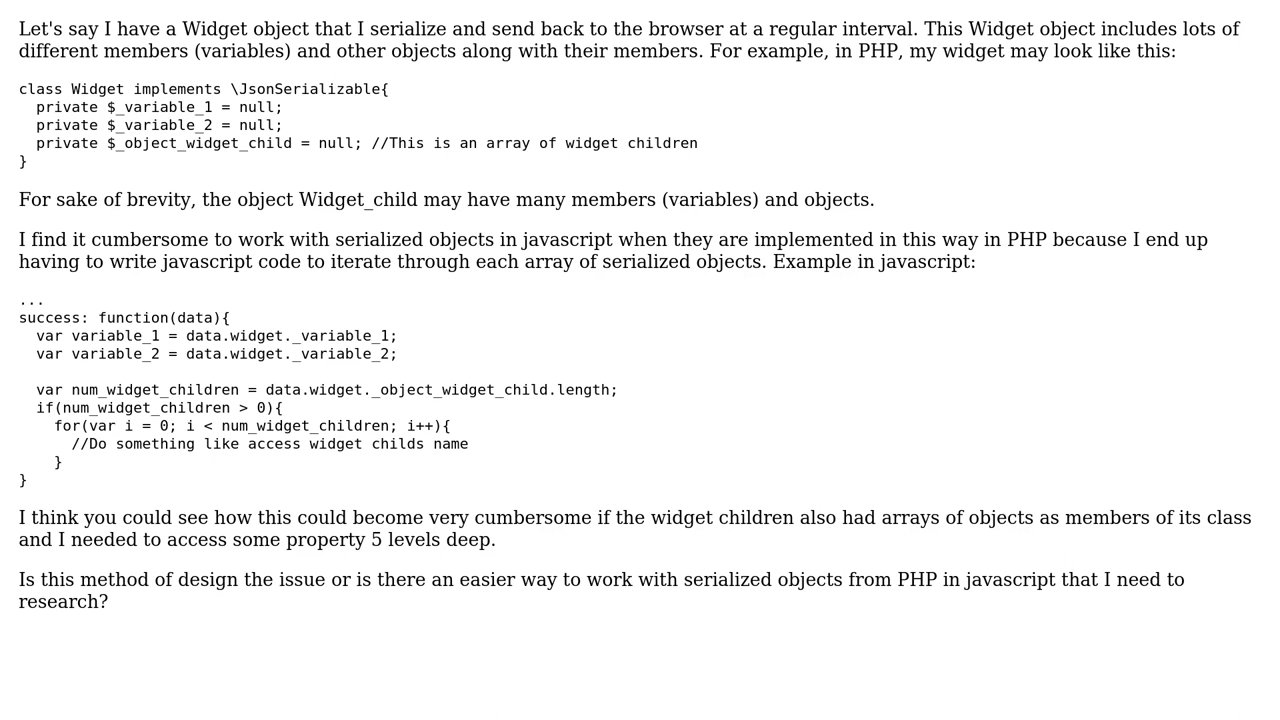 Let's say I have a Widget object that I serialize and send back to the browser at a regular interval. This Widget object includes lots of
different members (variables) and other objects along with their members. For example, in PHP, my widget may look like this:
class Widget implements \JsonSerializable{
  private $_variable_1 = null;
  private $_variable_2 = null;
  private $_object_widget_child = null; //This is an array of widget children
}
For sake of brevity, the object Widget_child may have many members (variables) and objects.
I find it cumbersome to work with serialized objects in javascript when they are implemented in this way in PHP because I end up
having to write javascript code to iterate through each array of serialized objects. Example in javascript:
...
success: function(data){
  var variable_1 = data.widget._variable_1;
  var variable_2 = data.widget._variable_2;
  var num_widget_children = data.widget._object_widget_child.length;
  if(num_widget_children > 0){
    for(var i = 0; i < num_widget_children; i++){
      //Do something like access widget childs name
    }
}
I think you could see how this could become very cumbersome if the widget children also had arrays of objects as members of its class
and I needed to access some property 5 levels deep.
Is this method of design the issue or is there an easier way to work with serialized objects from PHP in javascript that I need to
research?